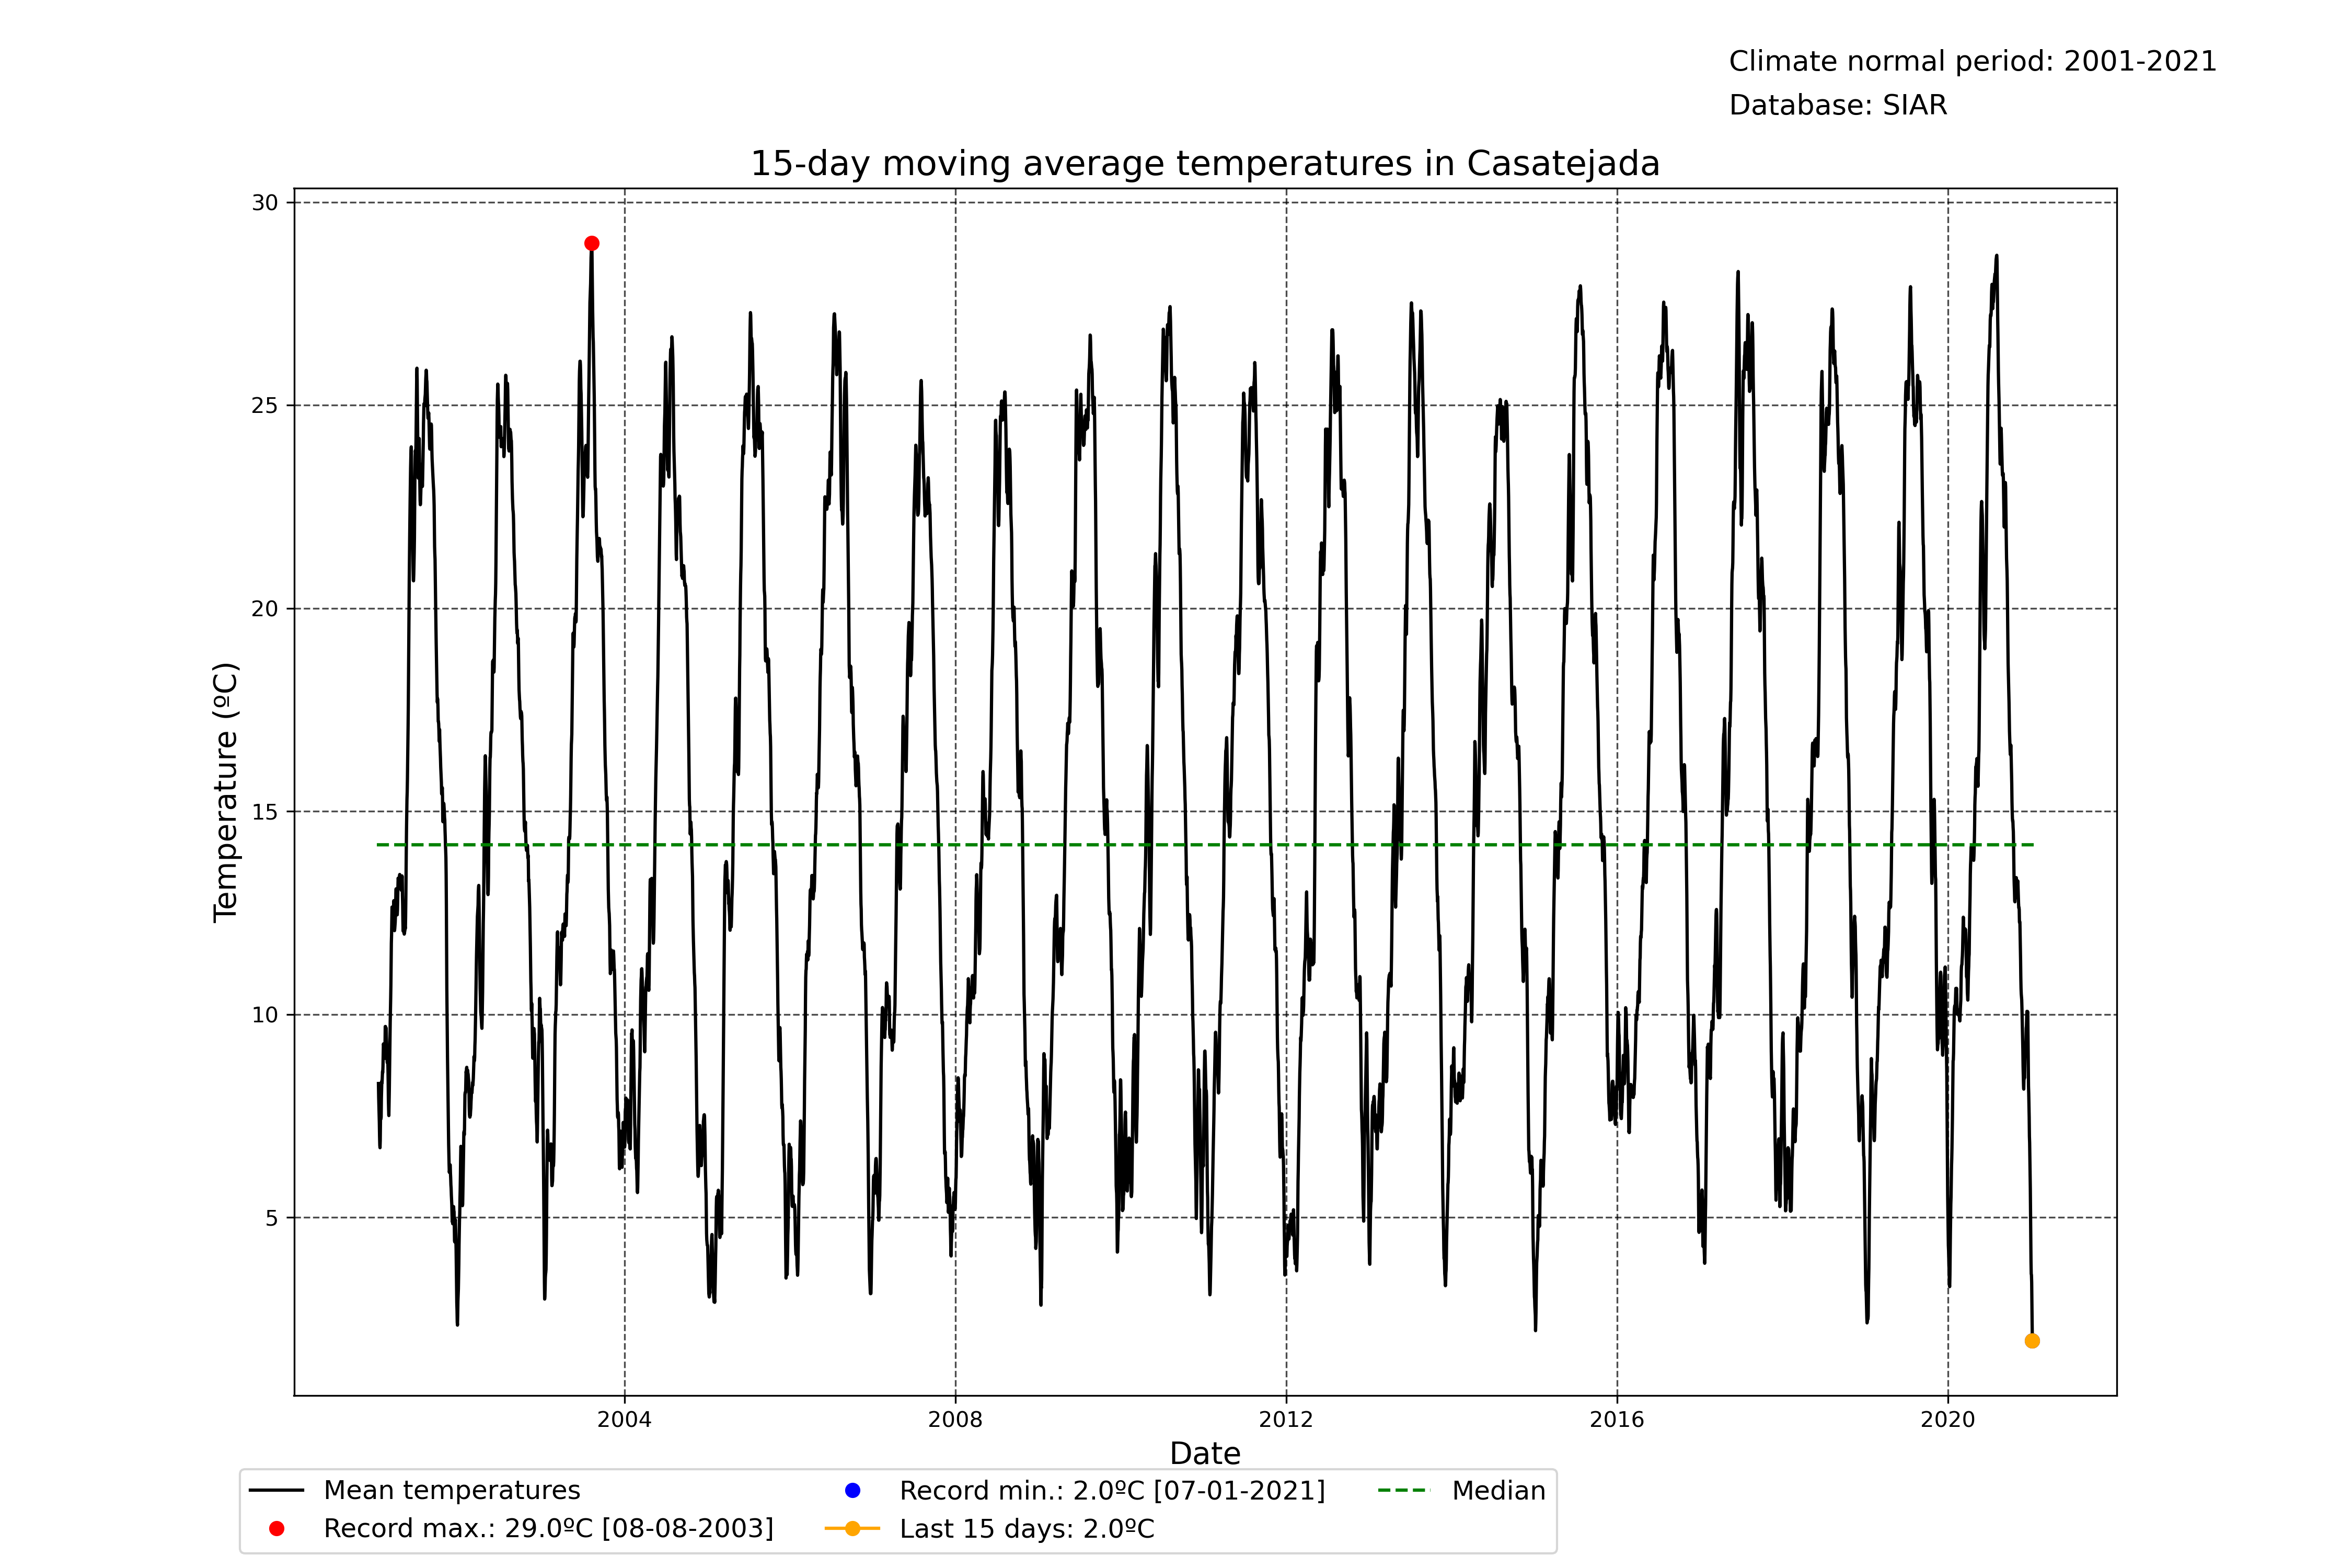 Climate normal period: 2001-2021
Database: SIAR
15-day moving average temperatures in Casatejada
30
25
20
15
10
5
Temperature (ºC)
2004 2008 2012 2016 2020
Date
Mean temperatures
Record max.: 29.0ºC [08-08-2003]
Record min.: 2.0ºC [07-01-2021]
Last 15 days: 2.0ºC
Median